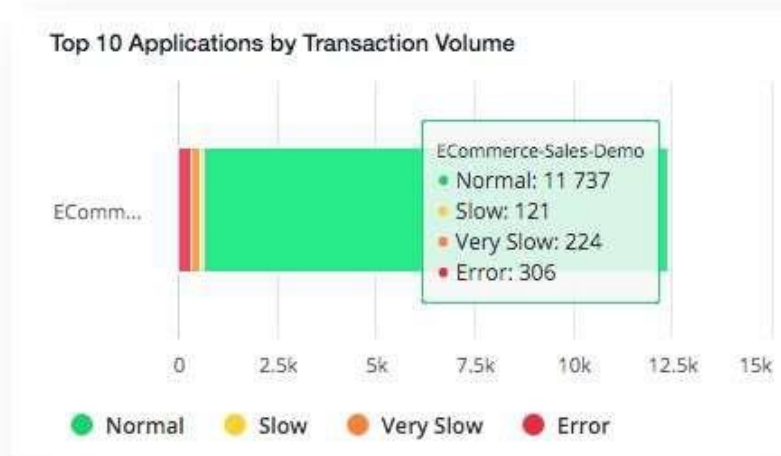 Top 10 Applications by Transaction Volume
ECommerce-Sales-Demo
Normal: 11 737
Slow: 121
Very Slow: 224
Error: 306
EComm...
0 2.5k 5k 7.5k 10k 12.5k 15k
Normal Slow Very Slow Error